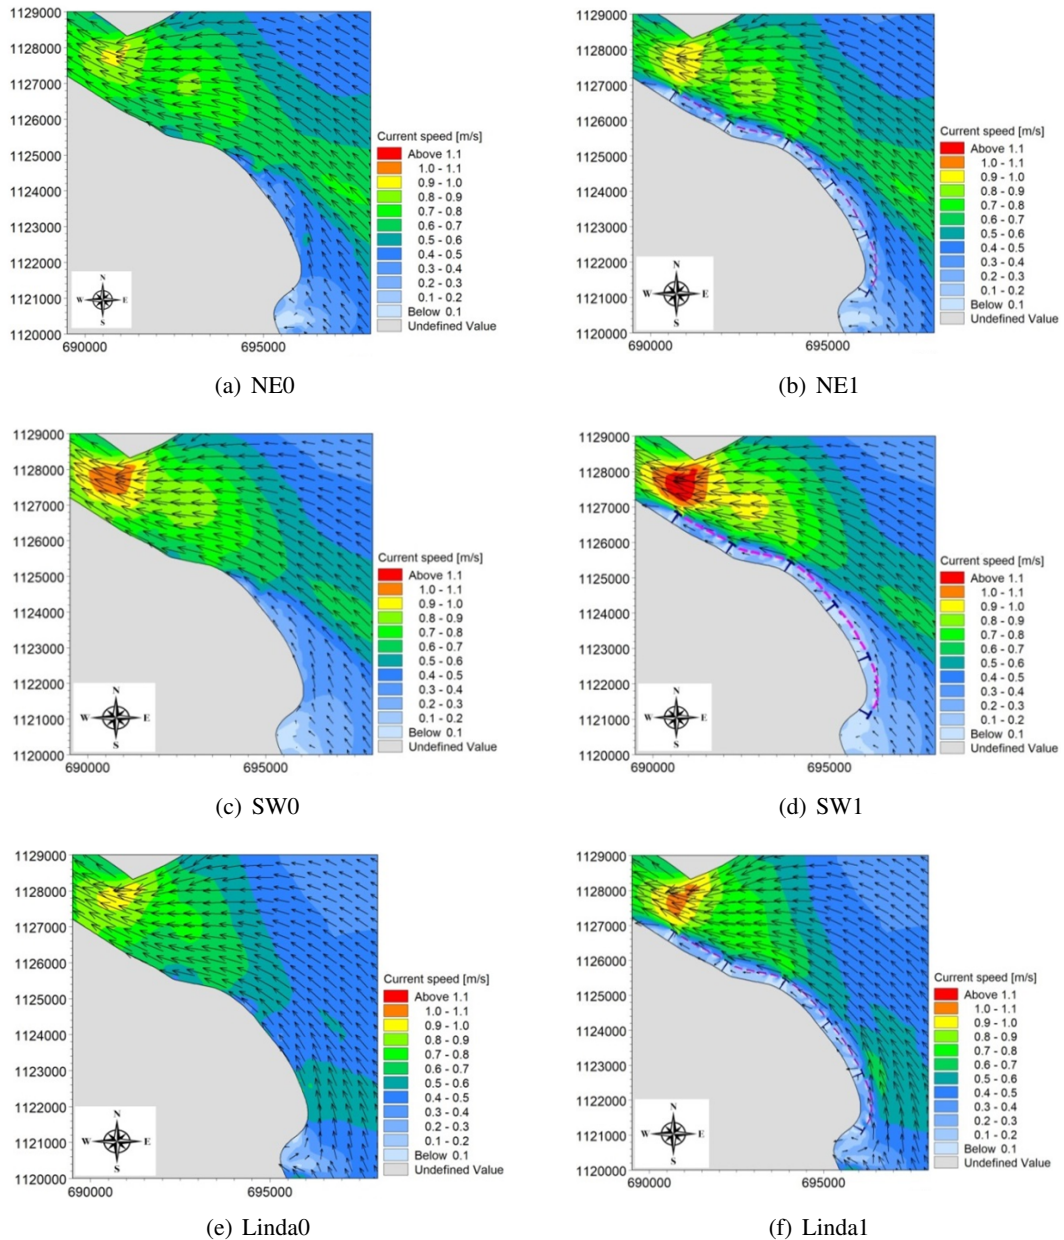 1129000
1128000
1127000
1126000
1125000
1124000
1123000
1122000
1121000
1120000
690000 695000
N
W E
S
Current speed [m/s]
Above 1.1
1.0 - 1.1
0.9 - 1.0
0.8 - 0.9
0.7 - 0.8
0.6 - 0.7
0.5 - 0.6
0.4 - 0.5
0.3 - 0.4
0.2 - 0.3
0.1 - 0.2
Below 0.1
Undefined Value
(a) NE0
1129000
1128000
1127000
1126000
1125000
1124000
1123000
1122000
1121000
1120000
690000 695000
N
W E
S
Current speed [m/s]
Above 1.1
1.0 - 1.1
0.9 - 1.0
0.8 - 0.9
0.7 - 0.8
0.6 - 0.7
0.5 - 0.6
0.4 - 0.5
0.3 - 0.4
0.2 - 0.3
0.1 - 0.2
Below 0.1
Undefined Value
(b) NE1
1129000
1128000
1127000
1126000
1125000
1124000
1123000
1122000
1121000
1120000
690000 695000
N
W E
S
Current speed [m/s]
Above 1.1
1.0 - 1.1
0.9 - 1.0
0.8 - 0.9
0.7 - 0.8
0.6 - 0.7
0.5 - 0.6
0.4 - 0.5
0.3 - 0.4
0.2 - 0.3
0.1 - 0.2
Below 0.1
Undefined Value
(c) SW0
1129000
1128000
1127000
1126000
1125000
1124000
1123000
1122000
1121000
1120000
690000 695000
N
W E
S
Current speed [m/s]
Above 1.1
1.0 - 1.1
0.9 - 1.0
0.8 - 0.9
0.7 - 0.8
0.6 - 0.7
0.5 - 0.6
0.4 - 0.5
0.3 - 0.4
0.2 - 0.3
0.1 - 0.2
Below 0.1
Undefined Value
(d) SW1
1129000
1128000
1127000
1126000
1125000
1124000
1123000
1122000
1121000
1120000
690000 695000
N
W E
S
Current speed [m/s]
Above 1.1
1.0 - 1.1
0.9 - 1.0
0.8 - 0.9
0.7 - 0.8
0.6 - 0.7
0.5 - 0.6
0.4 - 0.5
0.3 - 0.4
0.2 - 0.3
0.1 - 0.2
Below 0.1
Undefined Value
(e) Linda0
1129000
1128000
1127000
1126000
1125000
1124000
1123000
1122000
1121000
1120000
690000 695000
N
W E
S
Current speed [m/s]
Above 1.1
1.0 - 1.1
0.9 - 1.0
0.8 - 0.9
0.7 - 0.8
0.6 - 0.7
0.5 - 0.6
0.4 - 0.5
0.3 - 0.4
0.2 - 0.3
0.1 - 0.2
Below 0.1
Undefined Value
(f) Linda1